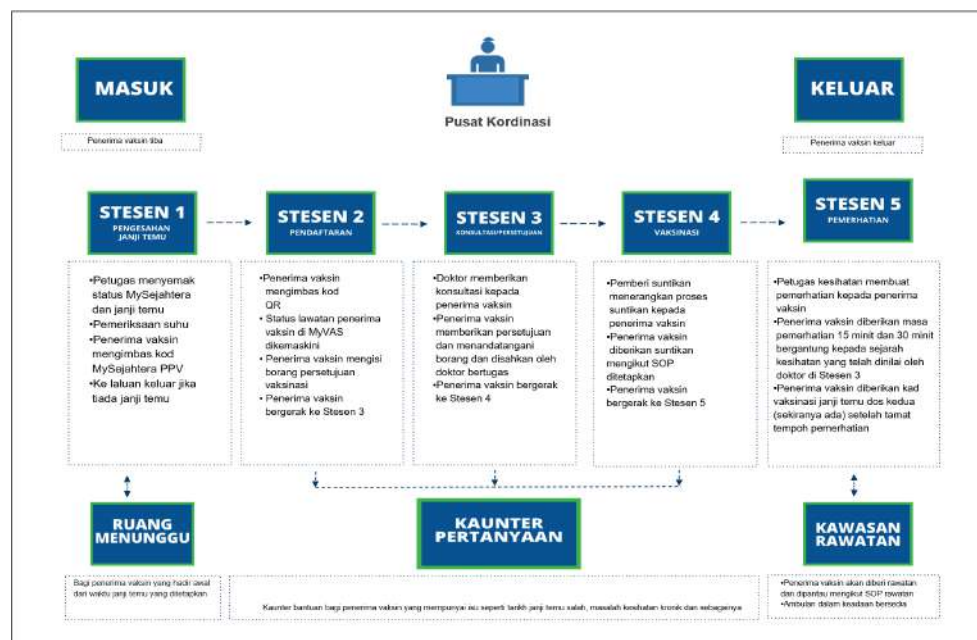 MASUK
Penerima vaksin tiba
Pusat Kordinasi
KELUAR
Penerima vaksin keluar
STESEN 1
PENGESAHAN
JANJI TEMU
•Petugas menyemak
status MySejahtera
dan janji temu
•Pemeriksaan suhu
•Penerima vaksin
mengimbas kod
MySejahtera PPV
•Ke laluan keluar jika
tiada janji temu
STESEN 2
PENDAFTARAN
•Penerima vaksin
mengimbas kod
QR
• Status lawatan penerima
vaksin di MyVAS
dikemaskini
• Penerima vaksin mengisi
borang persetujuan
vaksinasi
• Penerima vaksin
bergerak ke Stesen 3
STESEN 3
KONSULTASI/PERSETUJUAN
•Doktor memberikan
konsultasi kepada
penerima vaksin
•Penerima vaksin
memberikan persetujuan
dan menandatangani
borang dan disahkan oleh
doktor bertugas
•Penerima vaksin bergerak
ke Stesen 4
STESEN 4
VAKSINASI
•Pemberi suntikan
menerangkan proses
suntikan kepada
penerima vaksin
•Penerima vaksin
diberikan suntikan
mengikut SOP
ditetapkan
•Penerima vaksin
bergerak ke Stesen 5
STESEN 5
PEMERHATIAN
•Petugas kesihatan membuat
pemerhatian kepada penerima
vaksin
•Penerima vaksin diberikan masa
pemerhatian 15 minit dan 30 minit
bergantung kepada sejarah
kesihatan yang telah dinilai oleh
doktor di Stesen 3
•Penerima vaksin diberikan kad
vaksinasi janji temu dos kedua
(sekiranya ada) setelah tamat
tempoh pemerhatian
RUANG
MENUNGGU
Bagi penerima vaksin yang hadir awal
dari waktu janji temu yang ditetapkan
KAUNTER
PERTANYAAN
Kaunter bantuan bagi penerima vaksin yang mempunyai isu seperti tarikh janji temu salah, masalah kesihatan kronik dan sebagainya
KAWASAN
RAWATAN
•Penerima vaksin akan diberi rawatan
dan dipantau mengikut SOP rawatan
•Ambulan dalam keadaan bersedia